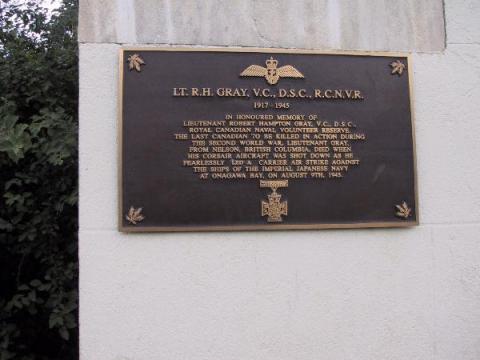 LT. R.H. GRAY, V.C., D.S.C., R.C.N.V.R.
1917 - 1945
IN HONOURED MEMORY OF
LIEUTENANT ROBERT HAMPTON GRAY, V.C., D.S.C.,
ROYAL CANADIAN NAVAL VOLUNTEER RESERVE,
THE LAST CANADIAN TO BE KILLED IN ACTION DURING
THE SECOND WORLD WAR. LIEUTENANT GRAY,
FROM NELSON, BRITISH COLUMBIA, DIED WHEN
HIS CORSAIR AIRCRAFT WAS SHOT DOWN AS HE
FEARLESSLY LED A CARRIER AIR STRIKE AGAINST
THE SHIPS OF THE IMPERIAL JAPANESE NAVY
AT ONAGAWA BAY, ON AUGUST 9TH, 1945.